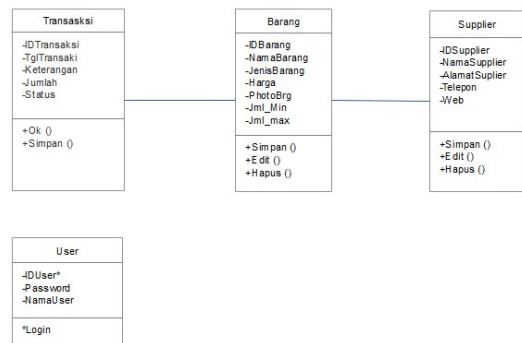 Transasksi
-IDTransaksi
-TglTransaki
-Keterangan
-Jumlah
-Status
+Ok ()
+Simpan ()
Barang
-IDBarang
-NamaBarang
-JenisBarang
-Harga
-PhotoBrg
-Jml_Min
-Jml_max
+Simpan ()
+Edit ()
+Hapus ()
Supplier
-IDSupplier
-NamaSupplier
-AlamatSuplier
-Telepon
-Web
+Simpan ()
+Edit ()
+Hapus ()
User
-IDUser*
-Password
-NamaUser
*Login